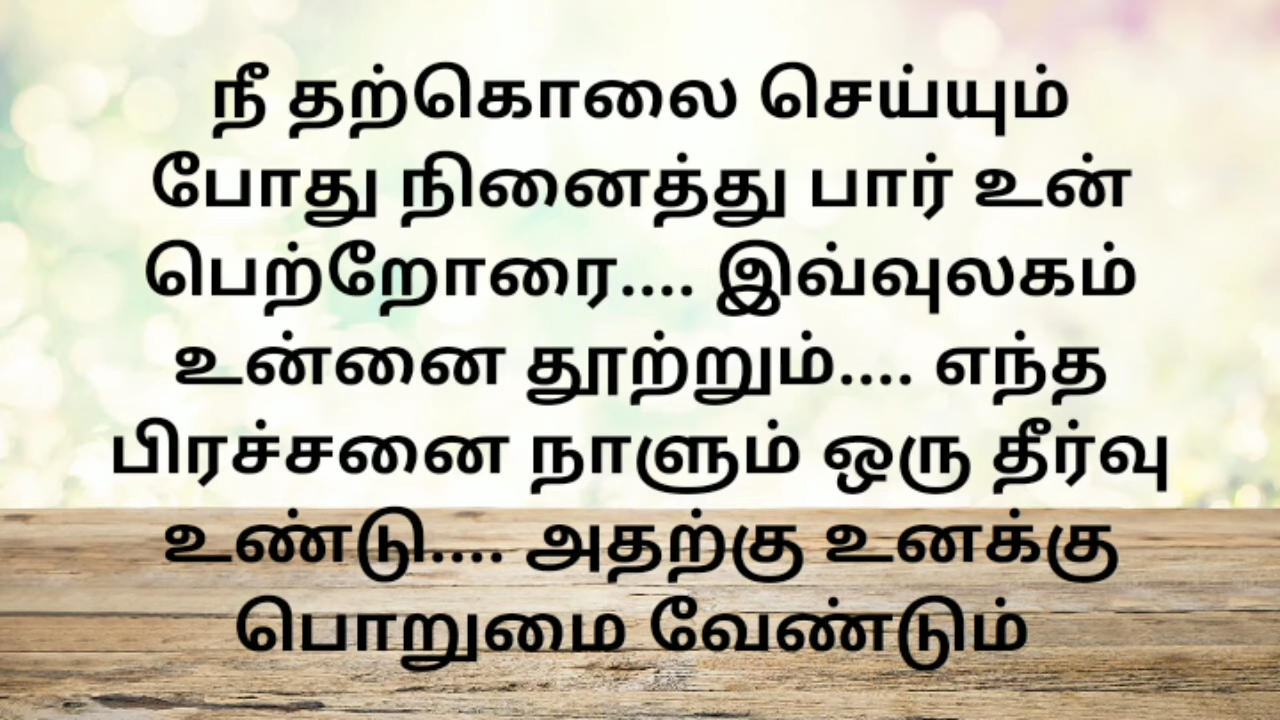 நீ தற்கொலை செய்யும்
போது நினைத்து பார் உன்
பெற்றோரை.... இவ்வுலகம்
உன்னை தூற்றும்.... எந்த
பிரச்சனை நாளும் ஒரு தீர்வு
உண்டு.... அதற்கு உனக்கு
பொறுமை வேண்டும்